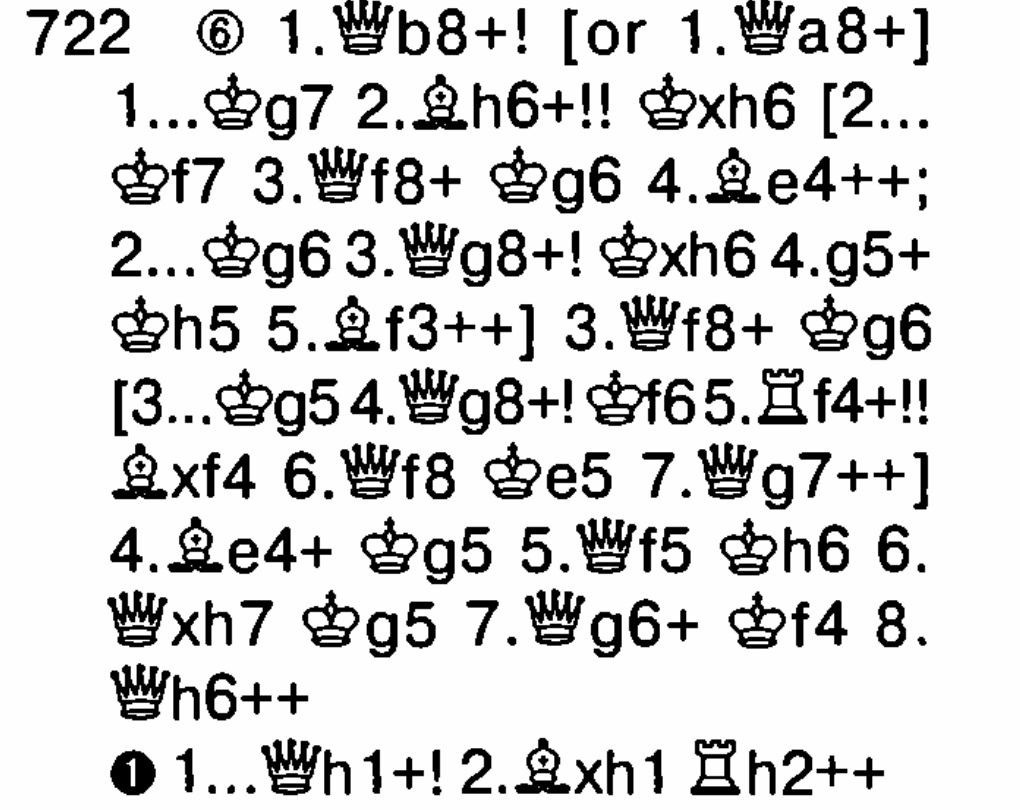 722 ⑥ 1.♕b8+! [or 1.♕a8+]
1...♔g7 2.♗h6+!! ♔xh6 [2...
♔f7 3.♕f8+ ♔g6 4.♗e4++;
2...♔g6 3.♕g8+! ♔xh6 4.g5+
♔h5 5.♗f3++] 3.♕f8+ ♔g6
[3...♔g5 4.♕g8+! ♔f6 5.♖f4+!!
♗xf4 6.♕f8 ♔e5 7.♕g7++]
4.♗e4+ ♔g5 5.♕f5 ♔h6 6.
♕xh7 ♔g5 7.♕g6+ ♔f4 8.
♕h6++
❶ 1...♕h1+! 2.♗xh1 ♖h2++